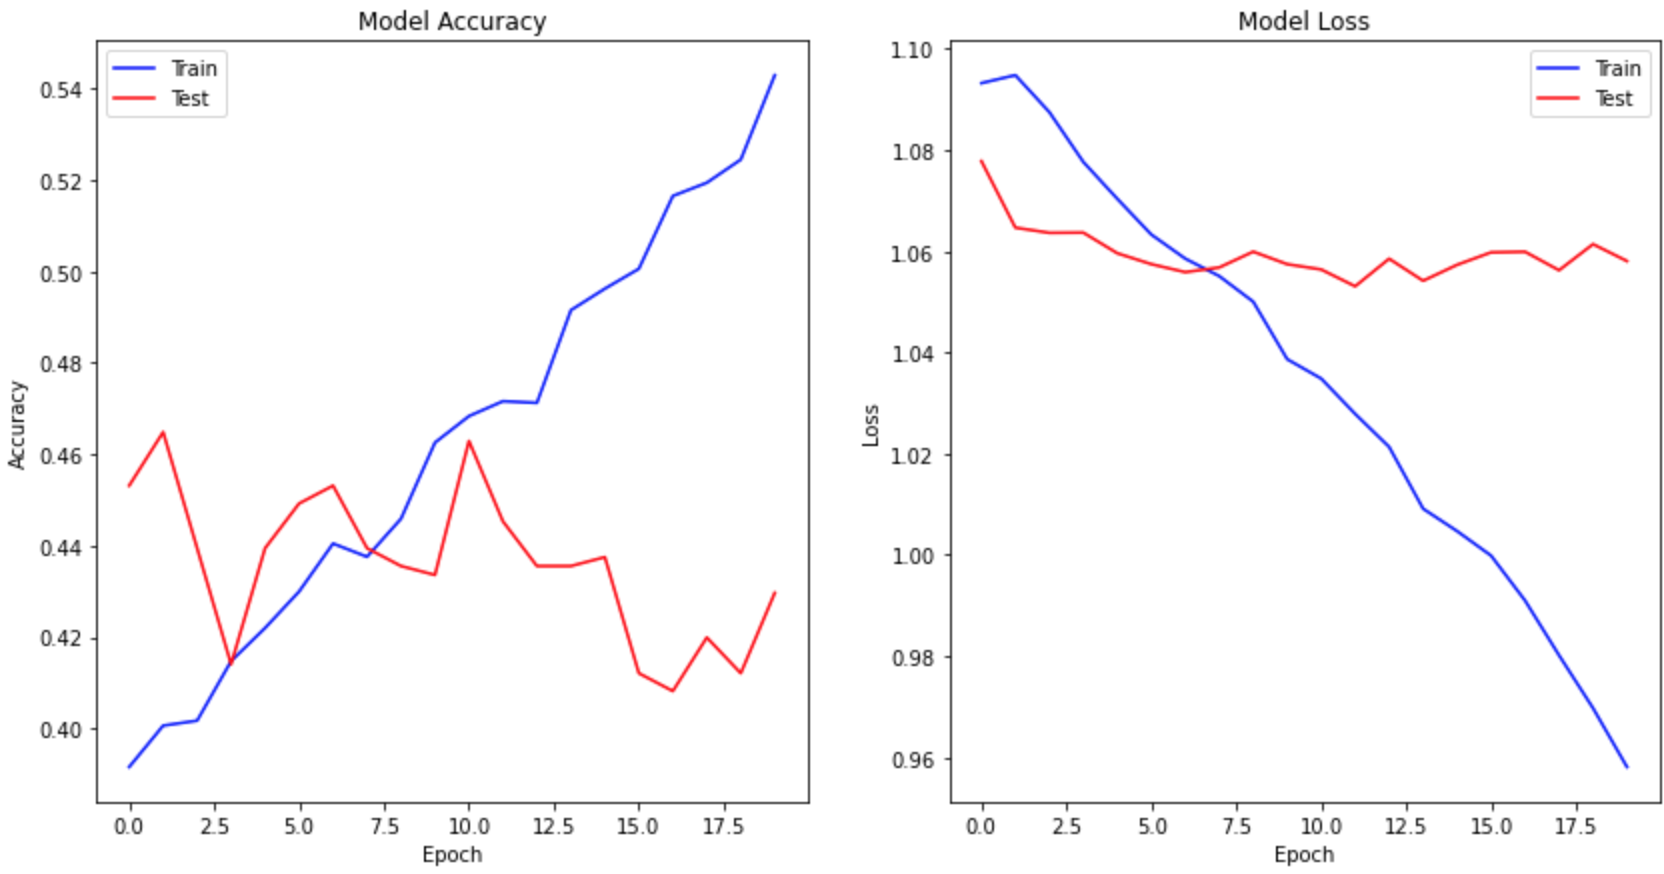 Model Accuracy
Train
Test
0.54
0.52
0.50
0.48
0.46
0.44
0.42
0.40
Accuracy
0.0 2.5 5.0 7.5 10.0 12.5 15.0 17.5
Epoch
Model Loss
Train
Test
1.10
1.08
1.06
1.04
1.02
1.00
0.98
0.96
Loss
0.0 2.5 5.0 7.5 10.0 12.5 15.0 17.5
Epoch